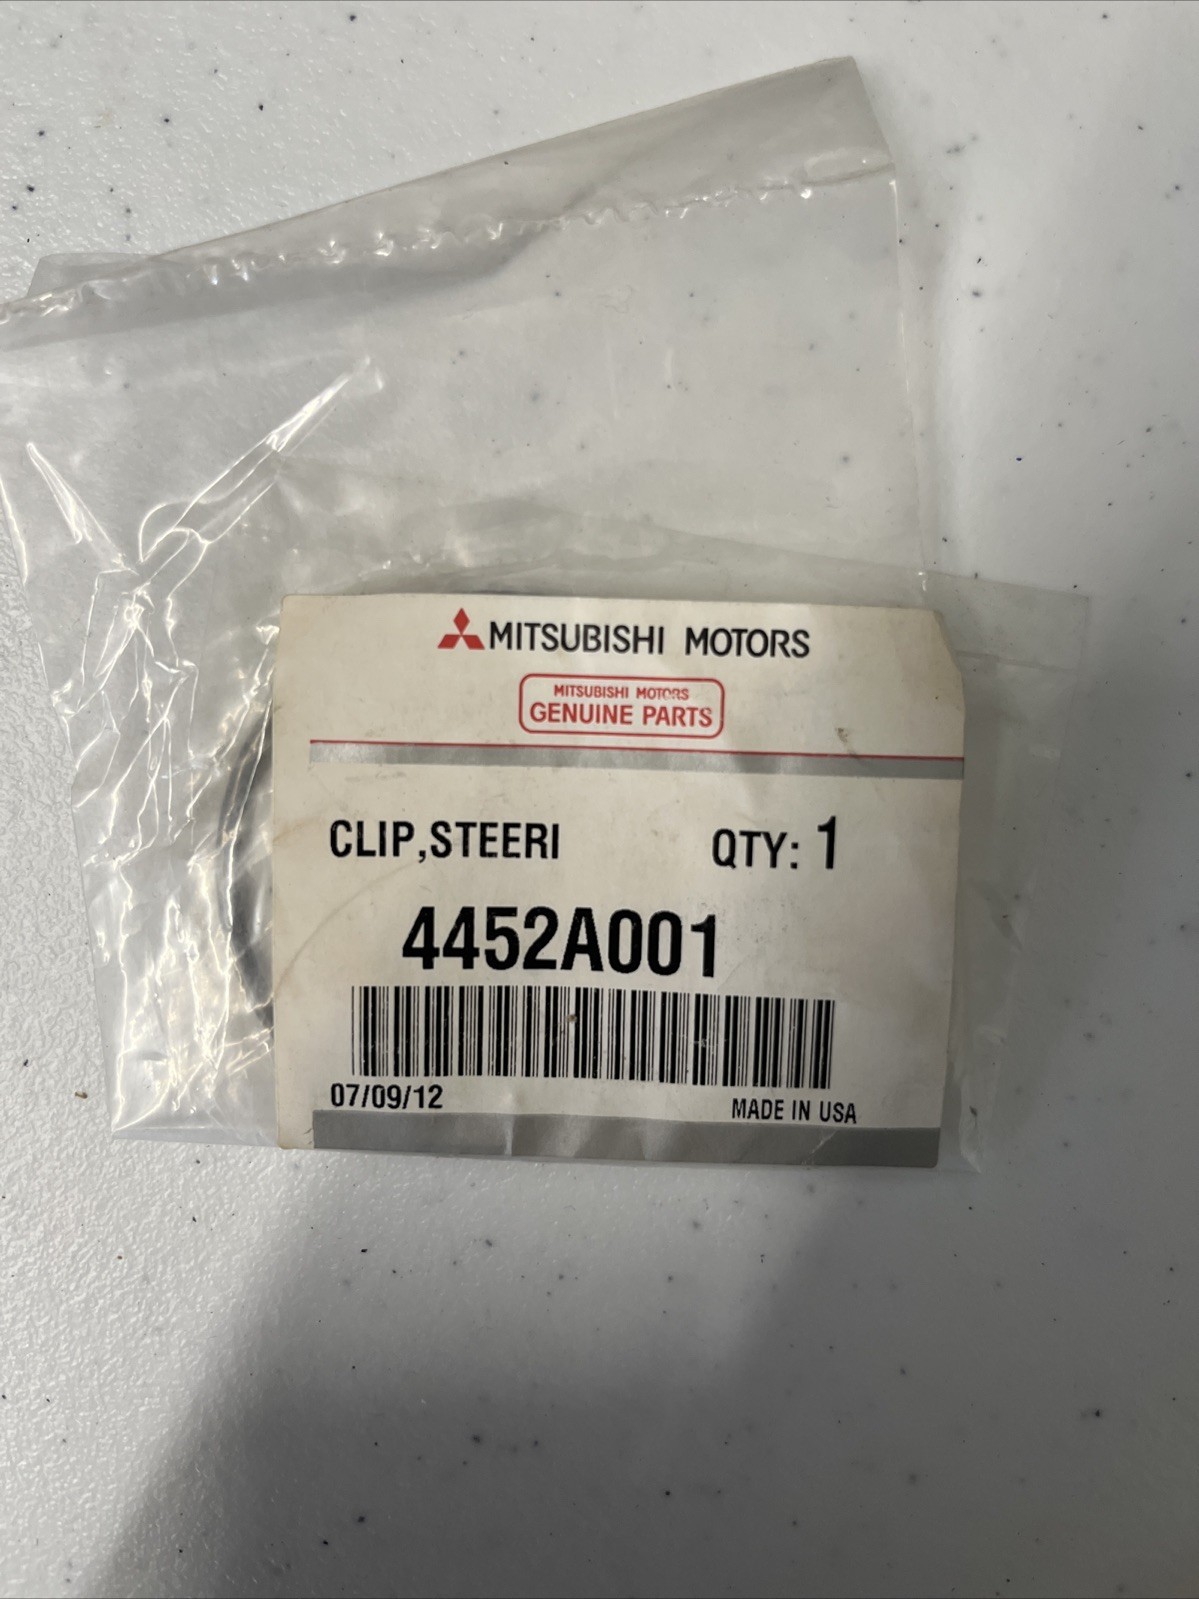 MITSUBISHI MOTORS
MITSUBISHI MOTORS
GENUINE PARTS
CLIP,STEERI QTY: 1
4452A001
07/09/12 MADE IN USA